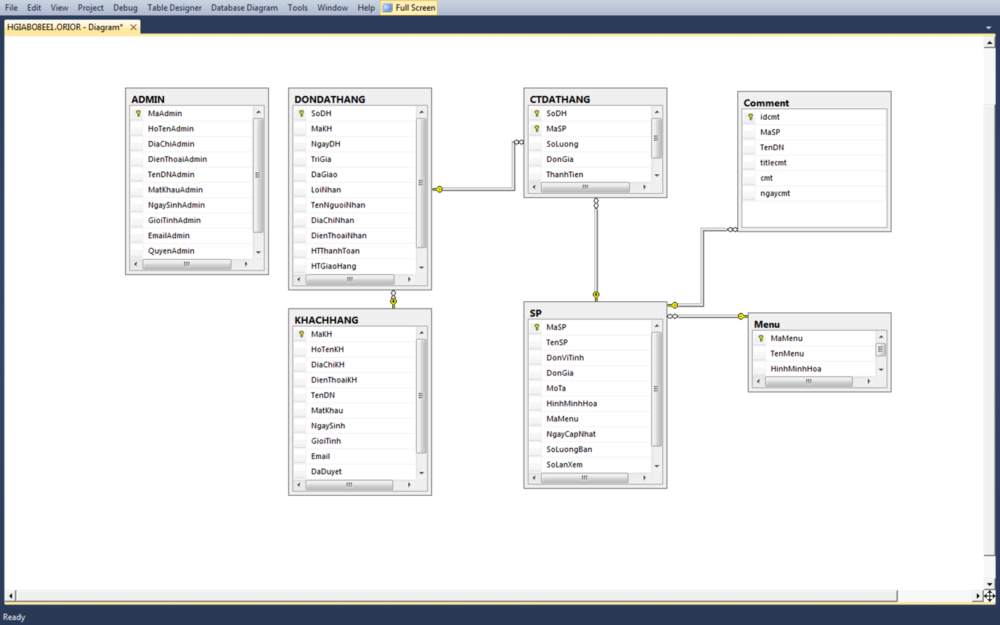 File Edit View Project Debug Table Designer Database Diagram Tools Window Help Full Screen
HGIABO8EE1.ORIOR - Diagram*
ADMIN
MaAdmin
HoTenAdmin
DiaChiAdmin
DienThoaiAdmin
TenDNAdmin
MatKhauAdmin
NgaySinhAdmin
GioiTinhAdmin
EmailAdmin
QuyenAdmin
DONDATHANG
SoDH
MaKH
NgayDH
TriGia
DaGiao
LoiNhan
TenNguoiNhan
DiaChiNhan
DienThoaiNhan
HTThanhToan
HTGiaoHang
CTDATHANG
SoDH
MaSP
SoLuong
DonGia
ThanhTien
Comment
idcmt
MaSP
TenDN
titlecmt
cmt
ngaycmt
KHACHHANG
MaKH
HoTenKH
DiaChiKH
DienThoaiKH
TenDN
MatKhau
NgaySinh
GioiTinh
Email
DaDuyet
SP
MaSP
TenSP
DonViTinh
DonGia
MoTa
HinhMinhHoa
MaMenu
NgayCapNhat
SoLuongBan
SoLanXem
Menu
MaMenu
TenMenu
HinhMinhHoa
Ready